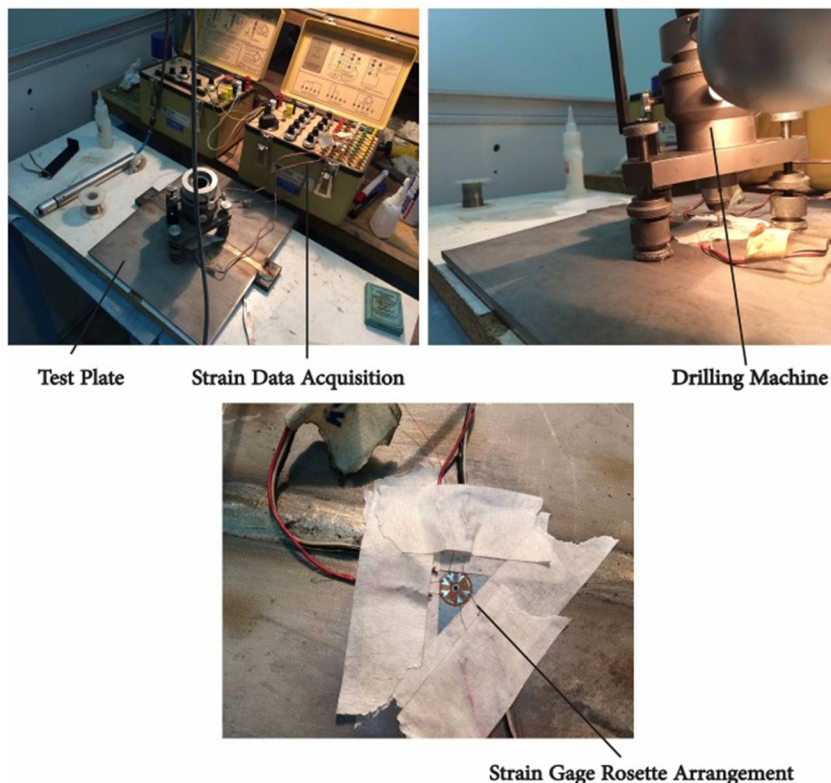 Test Plate
Strain Data Acquisition
Drilling Machine
Strain Gage Rosette Arrangement